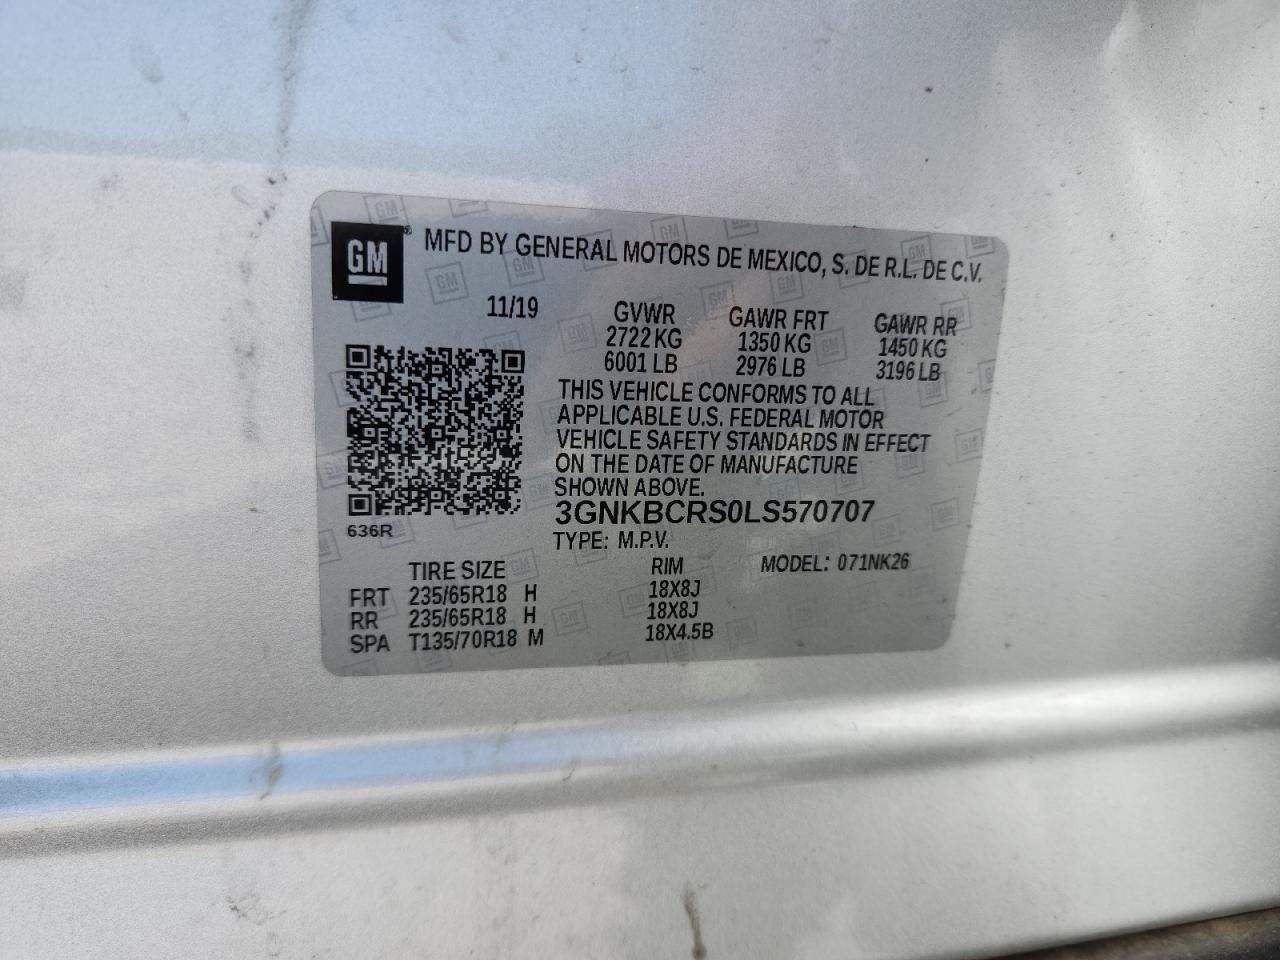 GM ® MFD BY GENERAL MOTORS DE MEXICO, S. DE R.L. DE C.V.
11/19 GVWR GAWR FRT GAWR RR
2722 KG 1350 KG 1450 KG
6001 LB 2976 LB 3196 LB
THIS VEHICLE CONFORMS TO ALL
APPLICABLE U.S. FEDERAL MOTOR
VEHICLE SAFETY STANDARDS IN EFFECT
ON THE DATE OF MANUFACTURE
SHOWN ABOVE.
3GNKBCRS0LS570707
636R
TYPE: M.P.V.
TIRE SIZE RIM MODEL: 071NK26
FRT 235/65R18 H 18X8J
RR 235/65R18 H 18X8J
SPA T135/70R18 M 18X4.5B